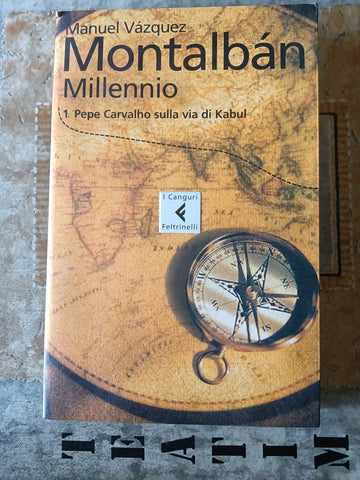 Manuel Vázquez
Montalbán
Millennio
1. Pepe Carvalho sulla via di Kabul
I Canguri
Feltrinelli
TEATIM